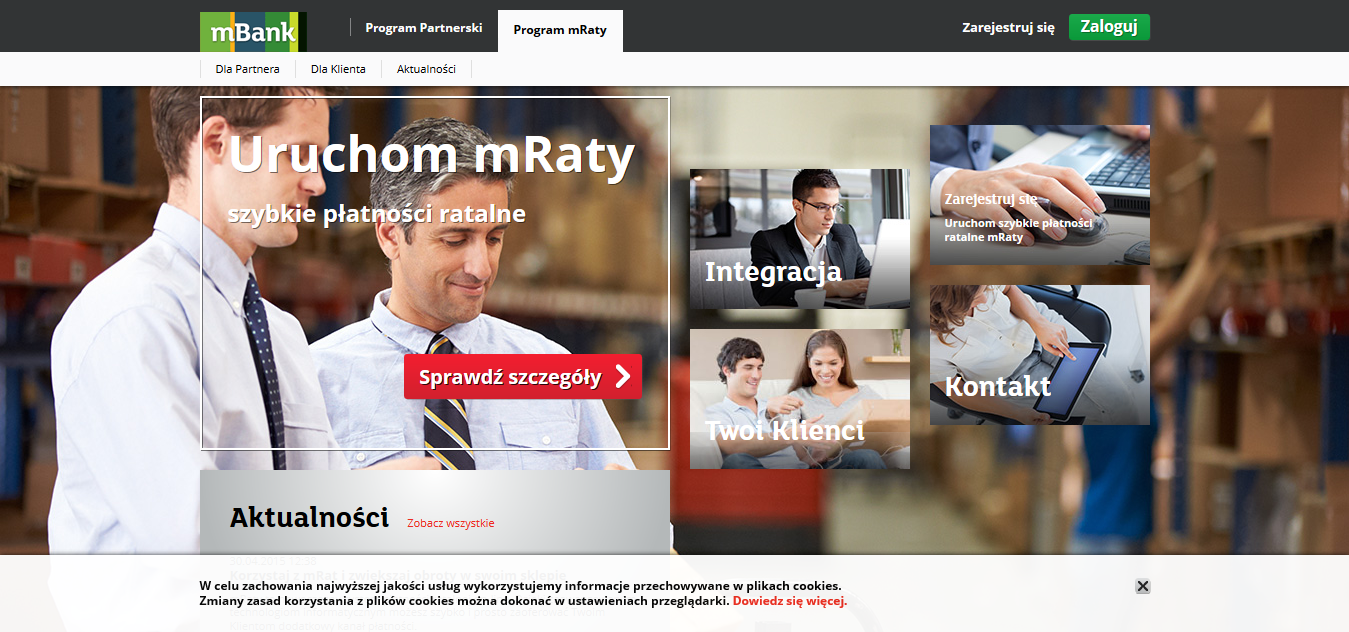 mBank
Program Partnerski
Program mRaty
Zarejestruj się
Zaloguj
Dla Partnera
Dla Klienta
Aktualności
Uruchom mRaty
szybkie płatności ratalne
Sprawdź szczegóły
Integracja
Twoi Klienci
Zarejestruj się
Uruchom szybkie płatności
ratalne mRaty
Kontakt
Aktualności
Zobacz wszystkie
W celu zachowania najwyższej jakości usług wykorzystujemy informacje przechowywane w plikach cookies.
Zmiany zasad korzystania z plików cookies można dokonać w ustawieniach przeglądarki. Dowiedz się więcej.